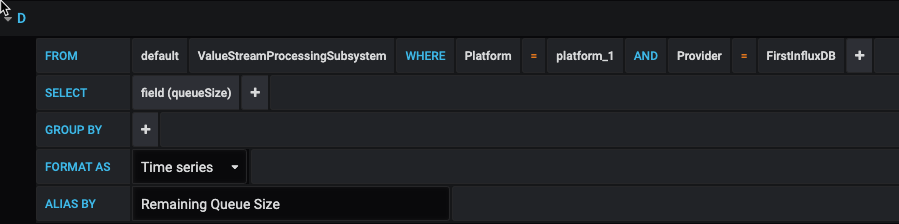 D
FROM default ValueStreamProcessingSubsystem WHERE Platform = platform_1 AND Provider = FirstInfluxDB +
SELECT field (queueSize) +
GROUP BY +
FORMAT AS Time series
ALIAS BY Remaining Queue Size